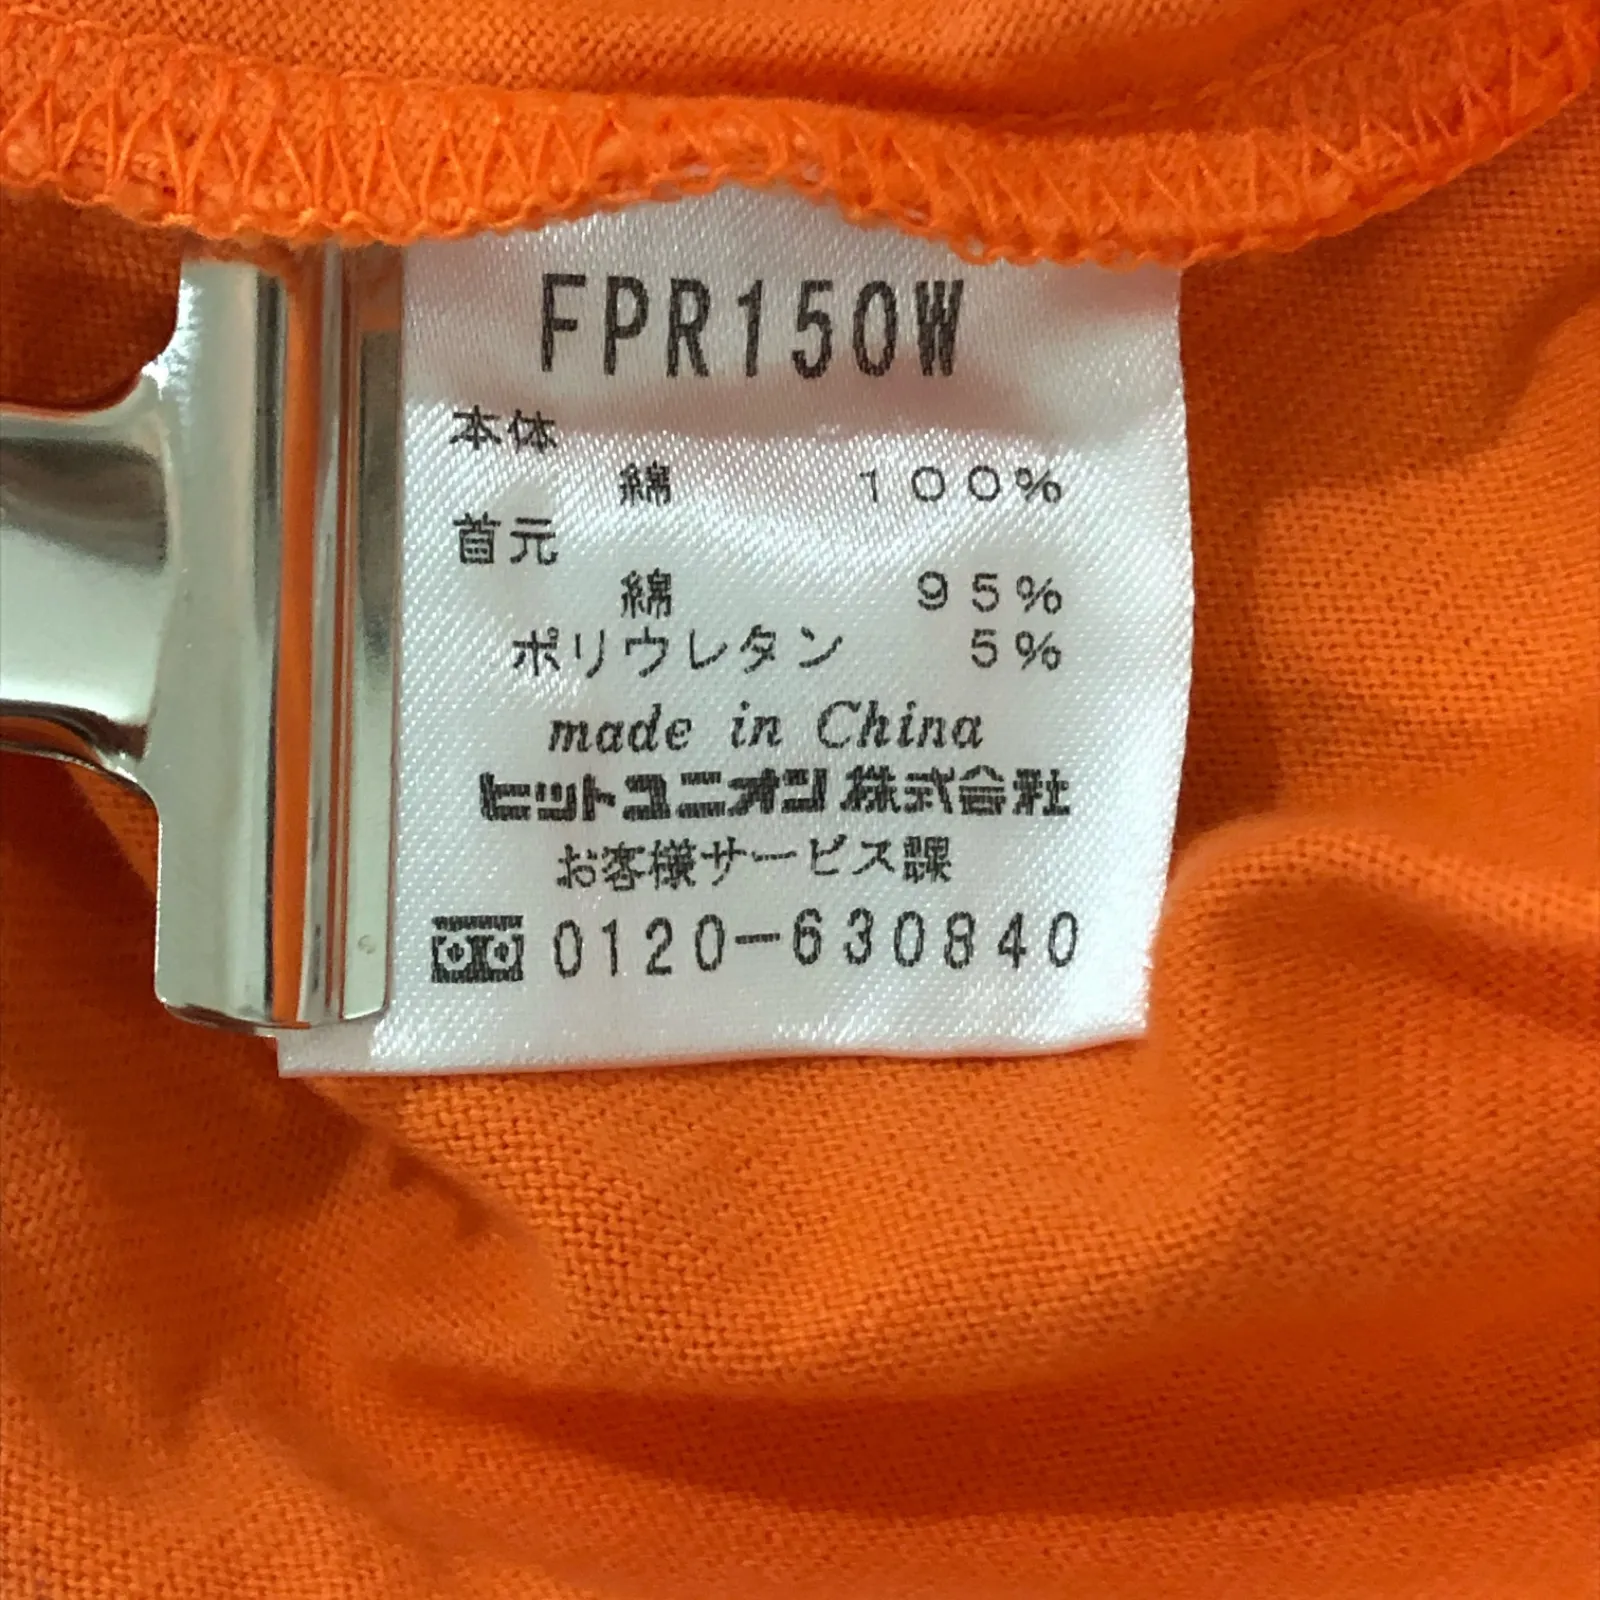 FPR150W
本体
綿 100%
首元
綿 95%
ポリウレタン 5%
made in China
ヒットユニオン株式会社
お客様サービス課
0120-630840